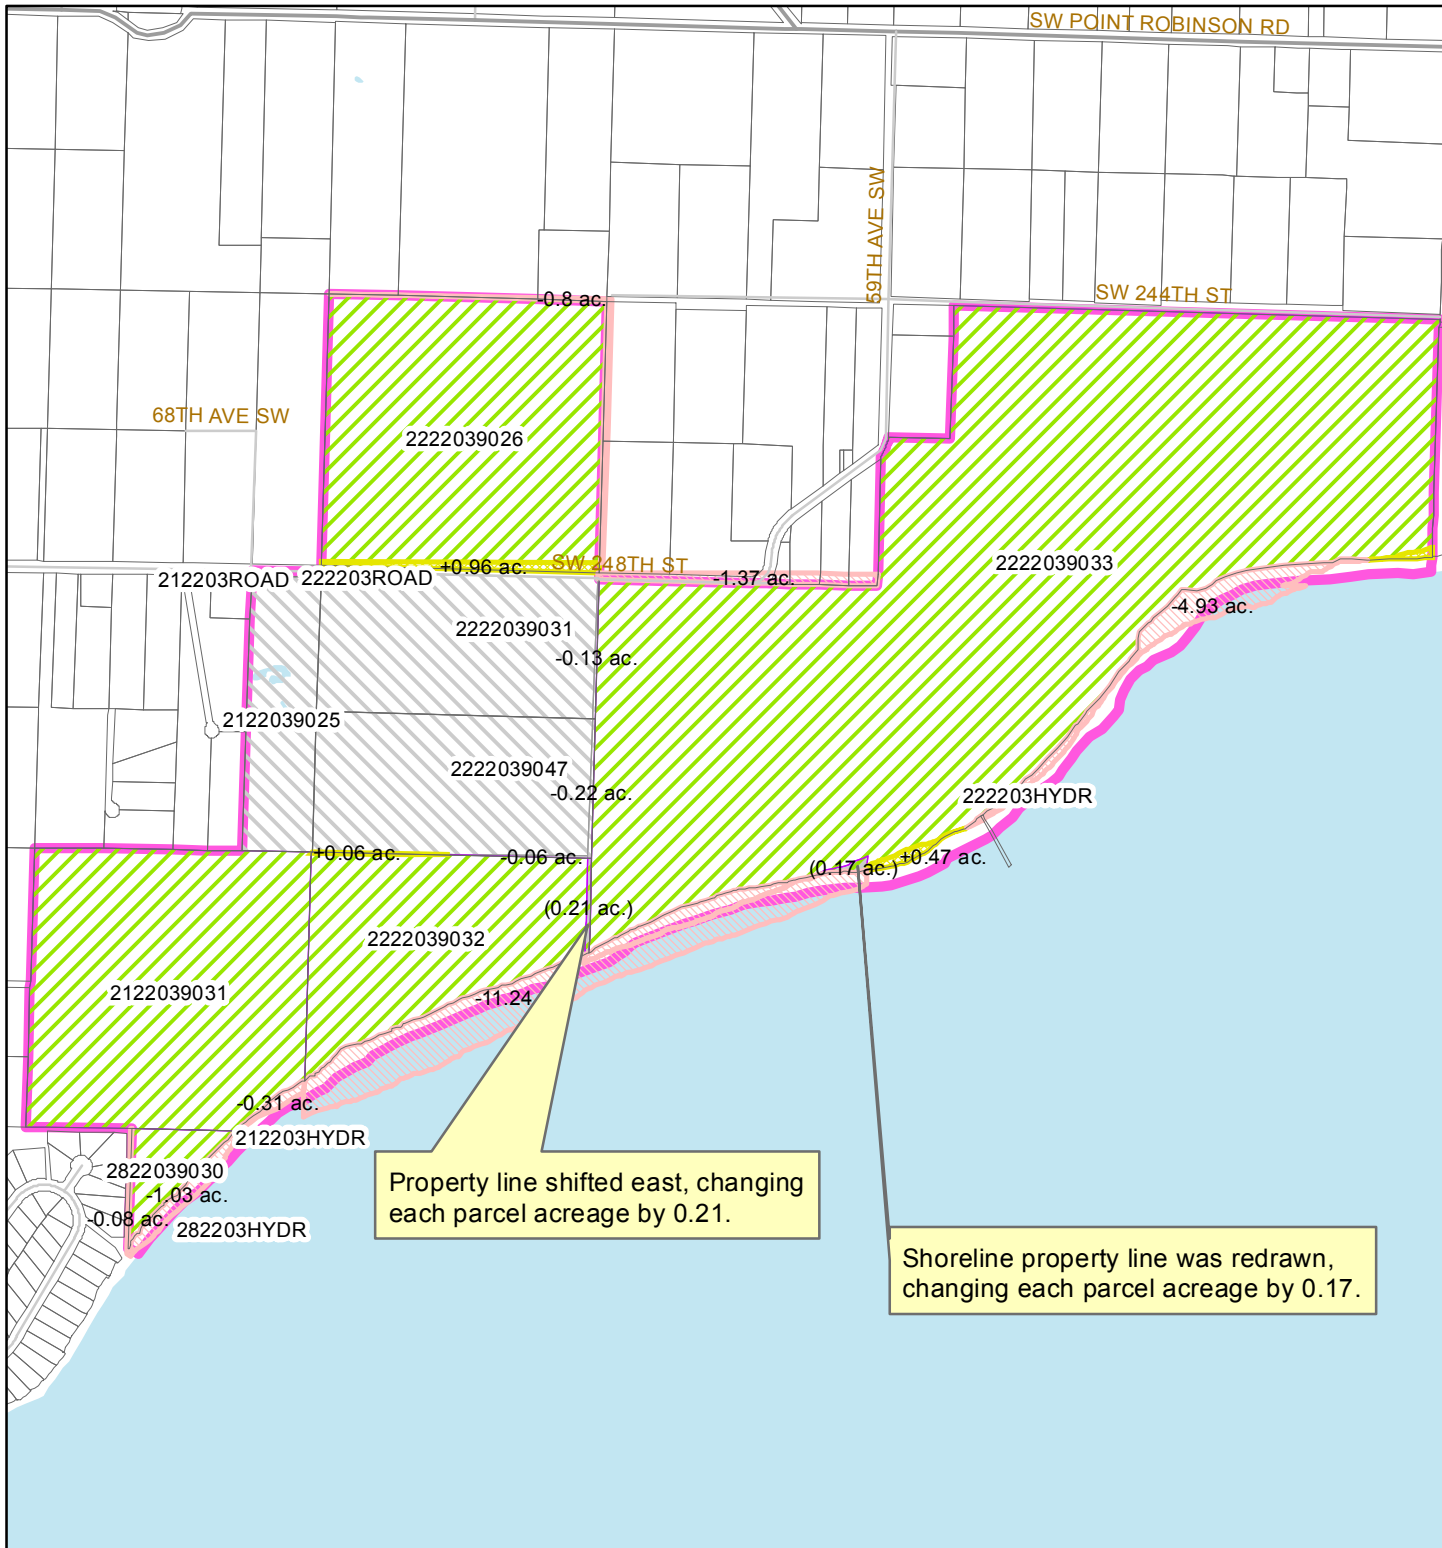 SW POINT ROBINSON RD
59TH AVE SW
-0.8 ac.
SW 244TH ST
68TH AVE SW
2222039026
+0.96 ac.
SW 248TH ST
2222039033
212203ROAD
222203ROAD
-1.37 ac.
-4.93 ac.
2222039031
-0.13 ac.
2122039025
2222039047
-0.22 ac.
222203HYDR
+0.06 ac.
-0.06 ac.
(0.17 ac.)
+0.47 ac.
(0.21 ac.)
2222039032
2122039031
-11.24
-0.31 ac.
212203HYDR
2822039030
-1.03 ac.
-0.08 ac.
282203HYDR
Property line shifted east, changing
each parcel acreage by 0.21.
Shoreline property line was redrawn,
changing each parcel acreage by 0.17.